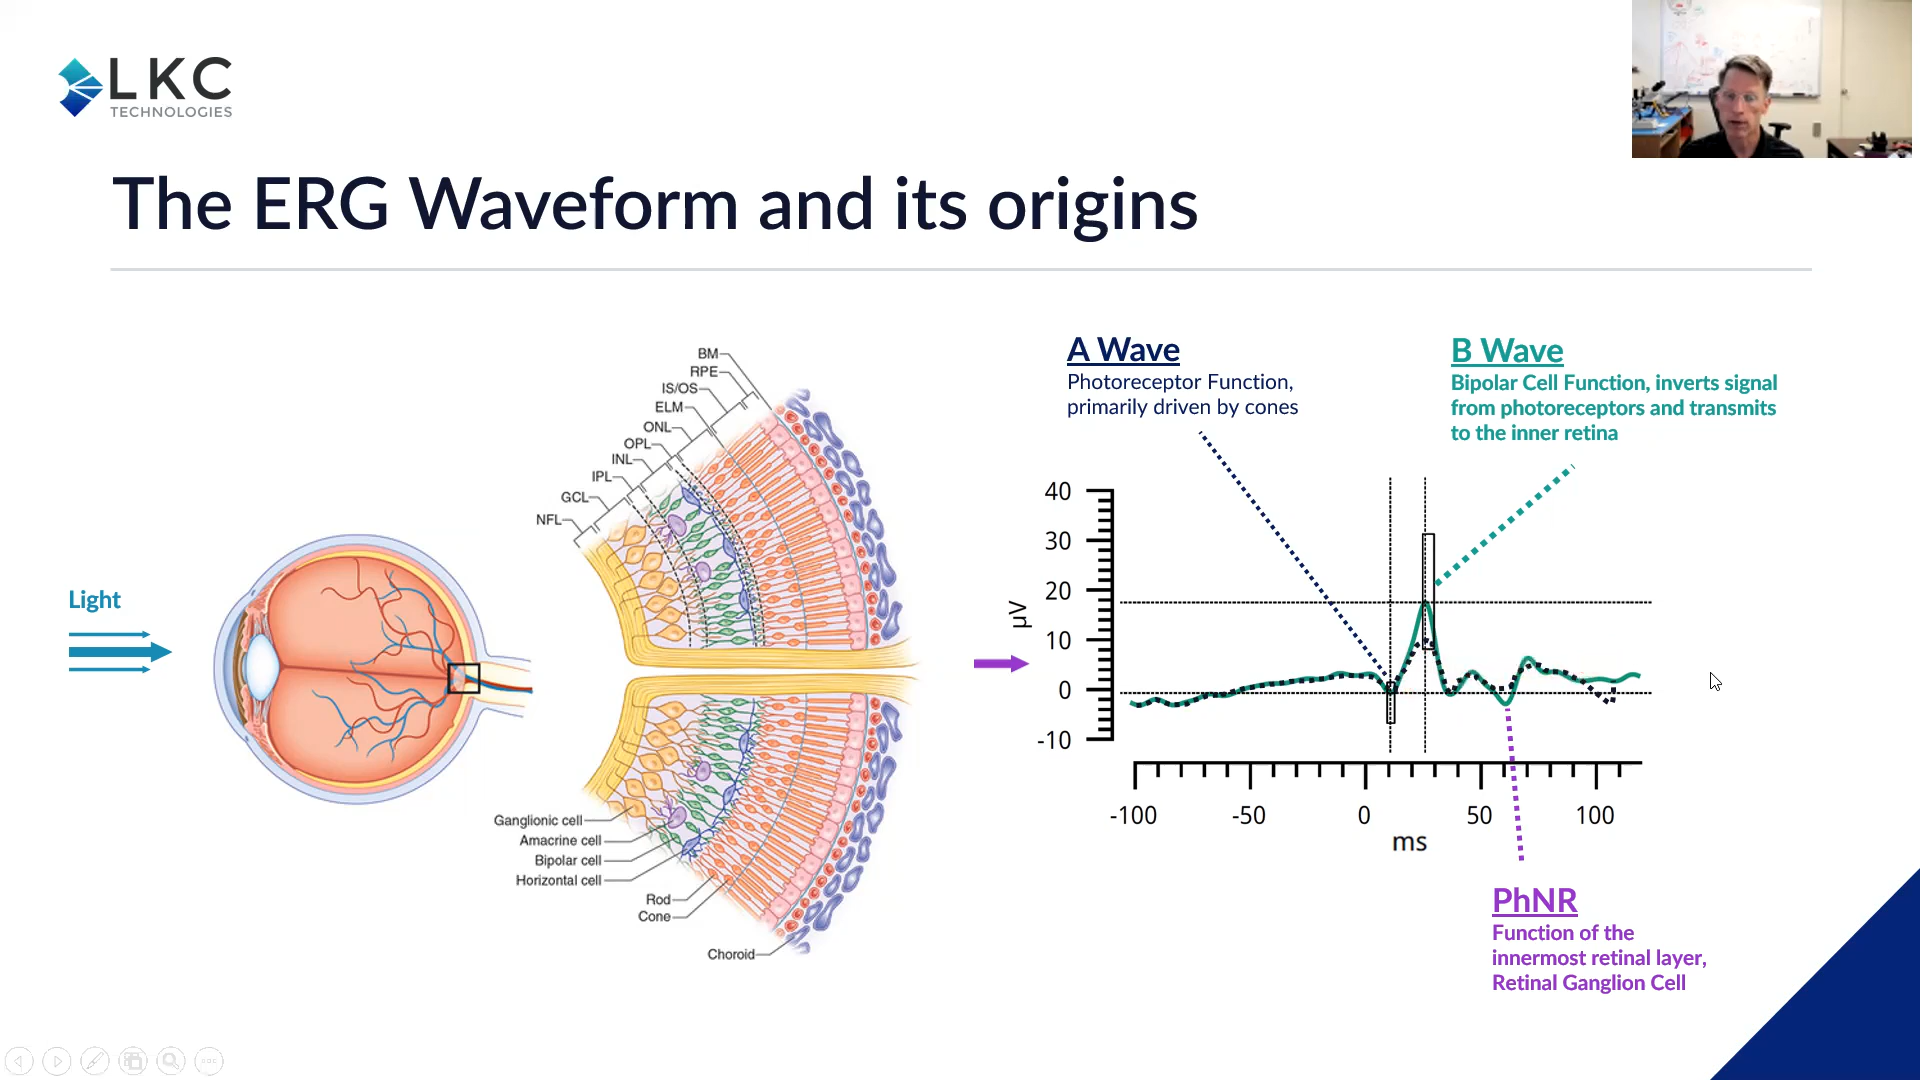 LKC
TECHNOLOGIES
The ERG Waveform and its origins
Light
BM
RPE
IS/OS
ELM
ONL
OPL
INL
IPL
GCL
NFL
Ganglionic cell
Amacrine cell
Bipolar cell
Horizontal cell
Rod
Cone
Choroid
A Wave
Photoreceptor Function,
primarily driven by cones
B Wave
Bipolar Cell Function, inverts signal
from photoreceptors and transmits
to the inner retina
40
30
20
10
0
-10
µV
-100 -50 0 50 100
ms
PhNR
Function of the
innermost retinal layer,
Retinal Ganglion Cell